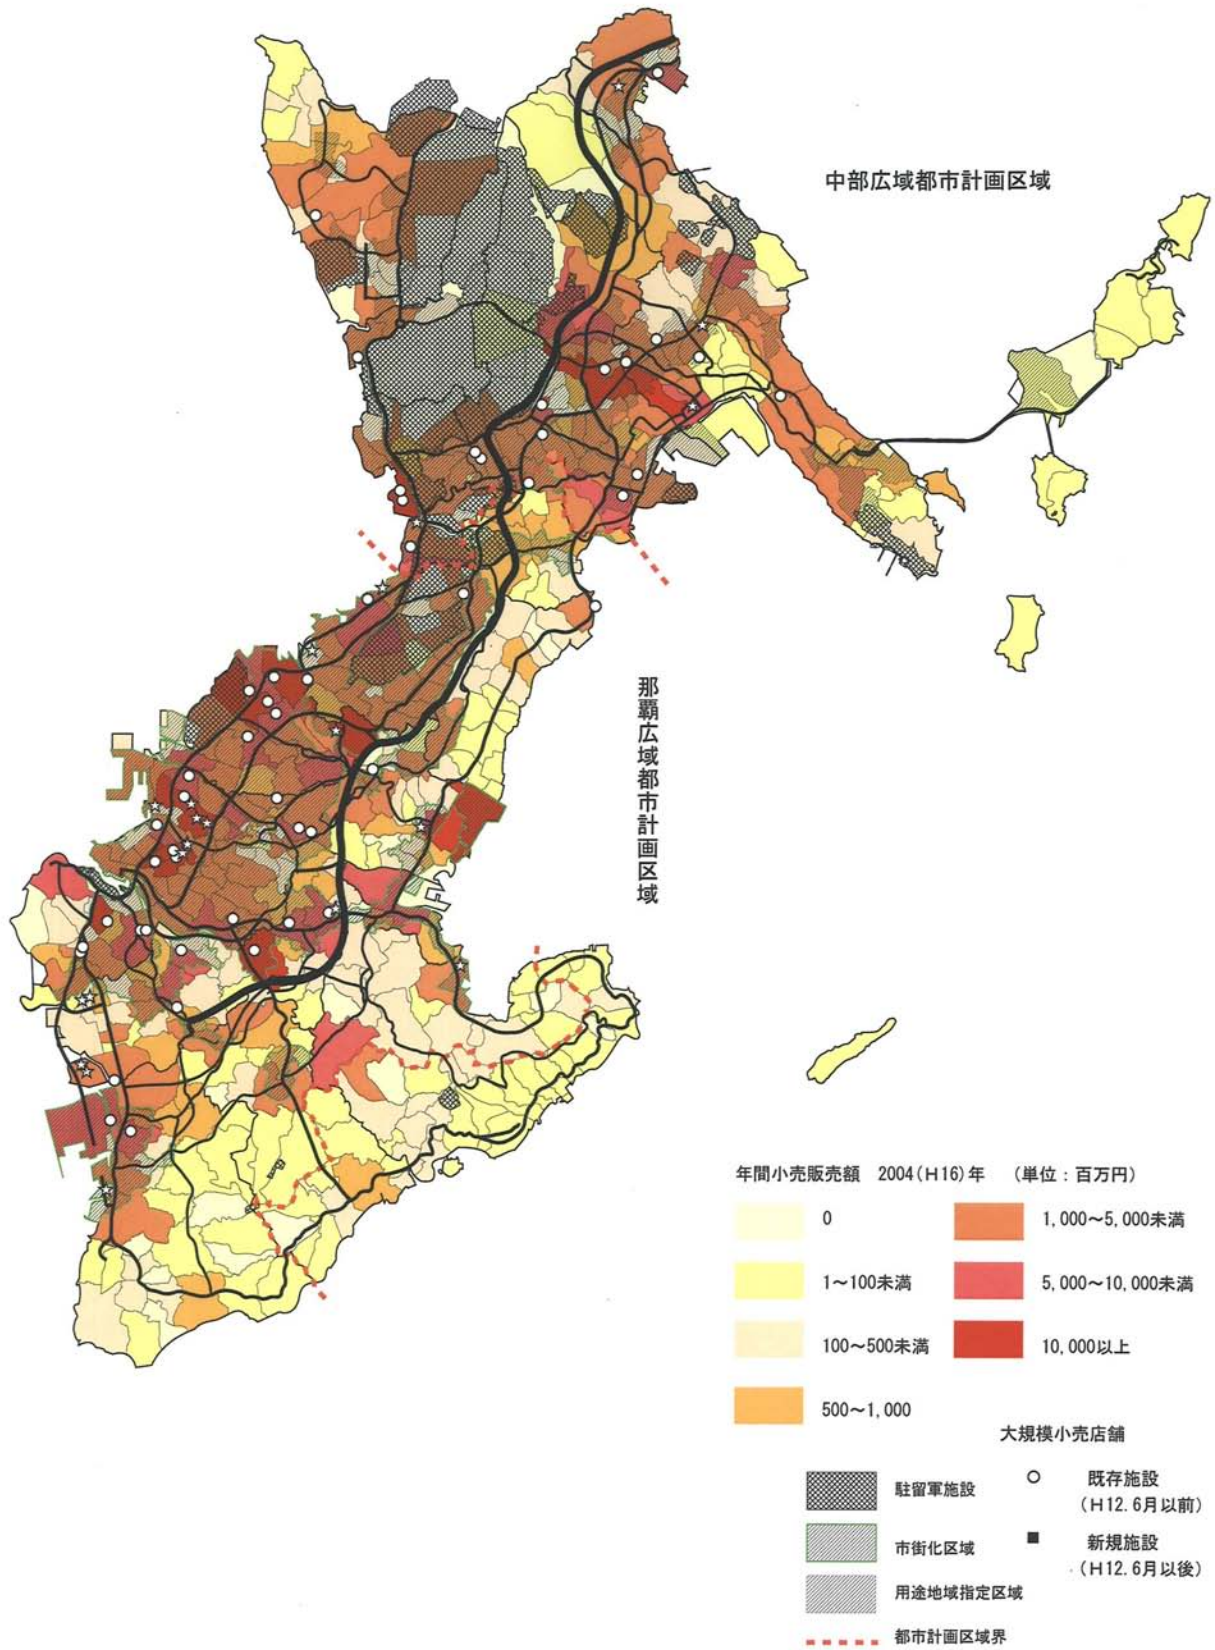 中部広域都市計画区域
那覇広域都市計画区域
年間小売販売額 2004(H16)年 (単位:百万円)
0
1~100未満
100~500未満
500~1,000
1,000~5,000未満
5,000~10,000未満
10,000以上
大規模小売店舗
駐留軍施設
市街化区域
用途地域指定区域
都市計画区域界
既存施設
(H12.6月以前)
新規施設
(H12.6月以後)